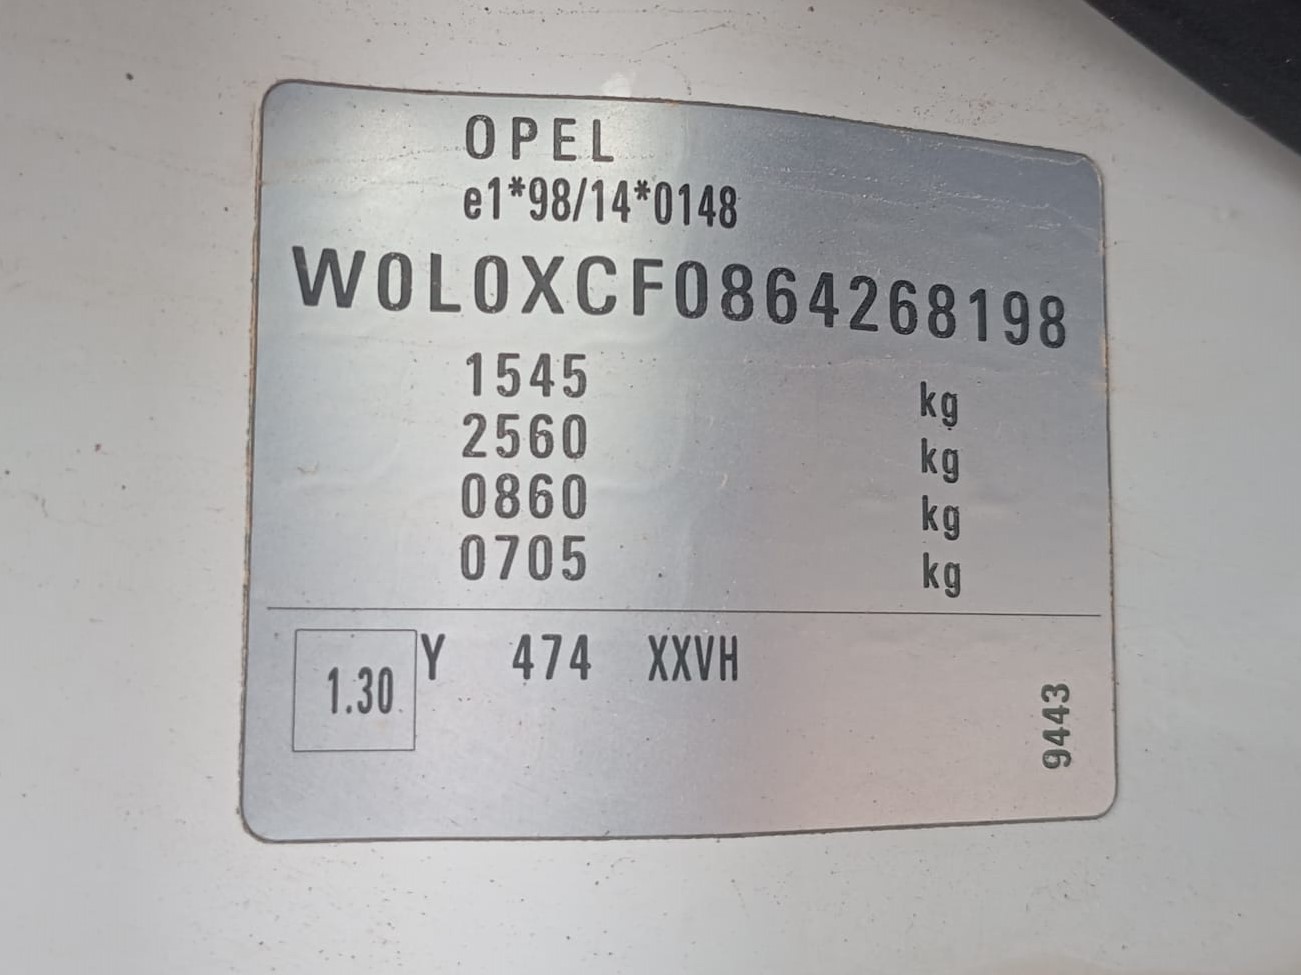 OPEL
e1*98/14*0148
W0L0XCF0864268198
1545 kg
2560 kg
0860 kg
0705 kg
1.30 Y 474 XXVH
9443